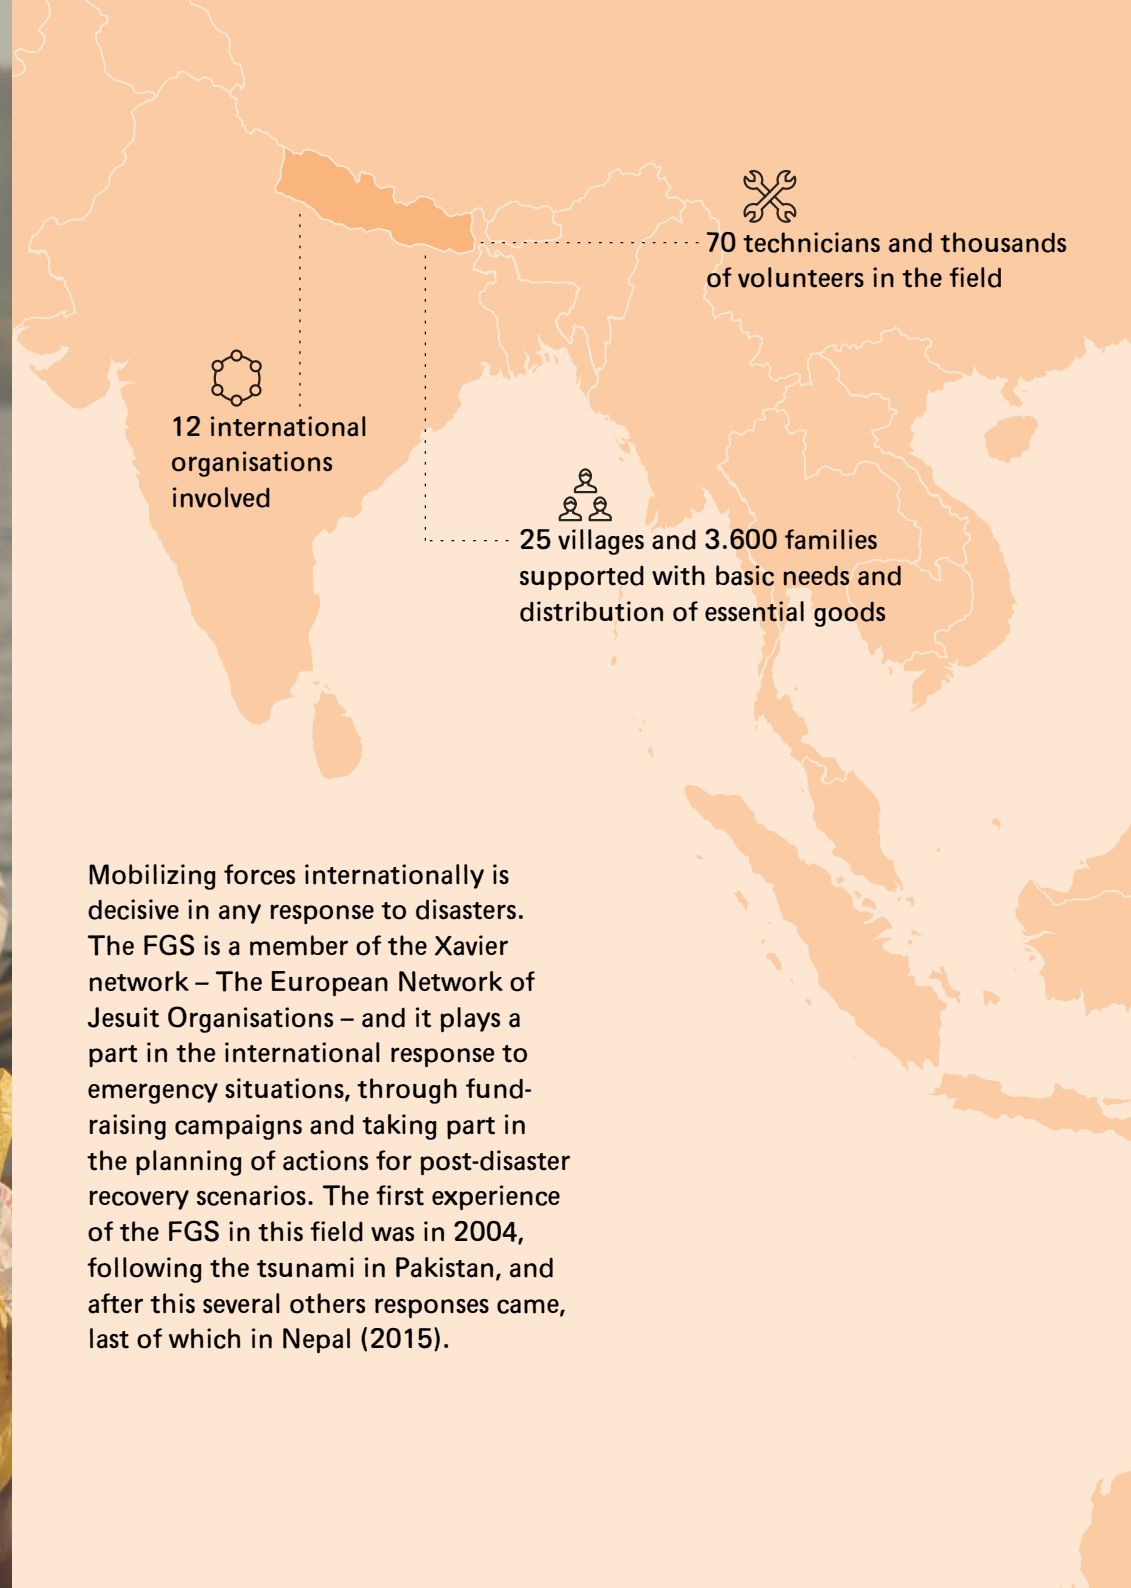 70 technicians and thousands
of volunteers in the field
12 international
organisations
involved
25 villages and 3.600 families
supported with basic needs and
distribution of essential goods
Mobilizing forces internationally is
decisive in any response to disasters.
The FGS is a member of the Xavier
network – The European Network of
Jesuit Organisations – and it plays a
part in the international response to
emergency situations, through fund-
raising campaigns and taking part in
the planning of actions for post-disaster
recovery scenarios. The first experience
of the FGS in this field was in 2004,
following the tsunami in Pakistan, and
after this several others responses came,
last of which in Nepal (2015).